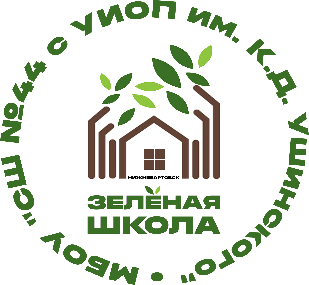 МБОУ "СШ №44 с УИоП им. К.Д. Ушинского" •
НИЖНЕВАРТОВСК
ЗЕЛЁНАЯ
ШКОЛА